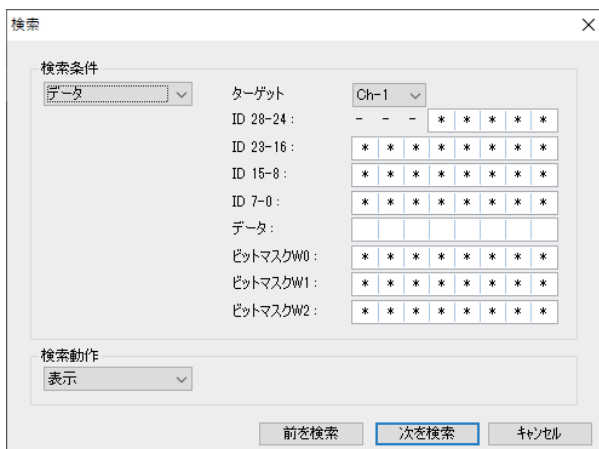 検索
検索条件
データ
ターゲット Ch-1
ID 28-24 : - - - * * * * *
ID 23-16 : * * * * * * * *
ID 15-8 : * * * * * * * *
ID 7-0 : * * * * * * * *
データ :
ビットマスクW0 : * * * * * * * *
ビットマスクW1 : * * * * * * * *
ビットマスクW2 : * * * * * * * *
検索動作
表示
前を検索 次を検索 キャンセル